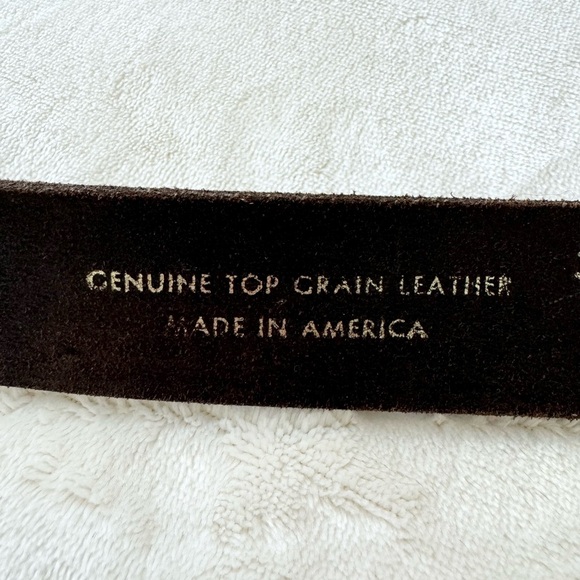 GENUINE TOP GRAIN LEATHER
MADE IN AMERICA